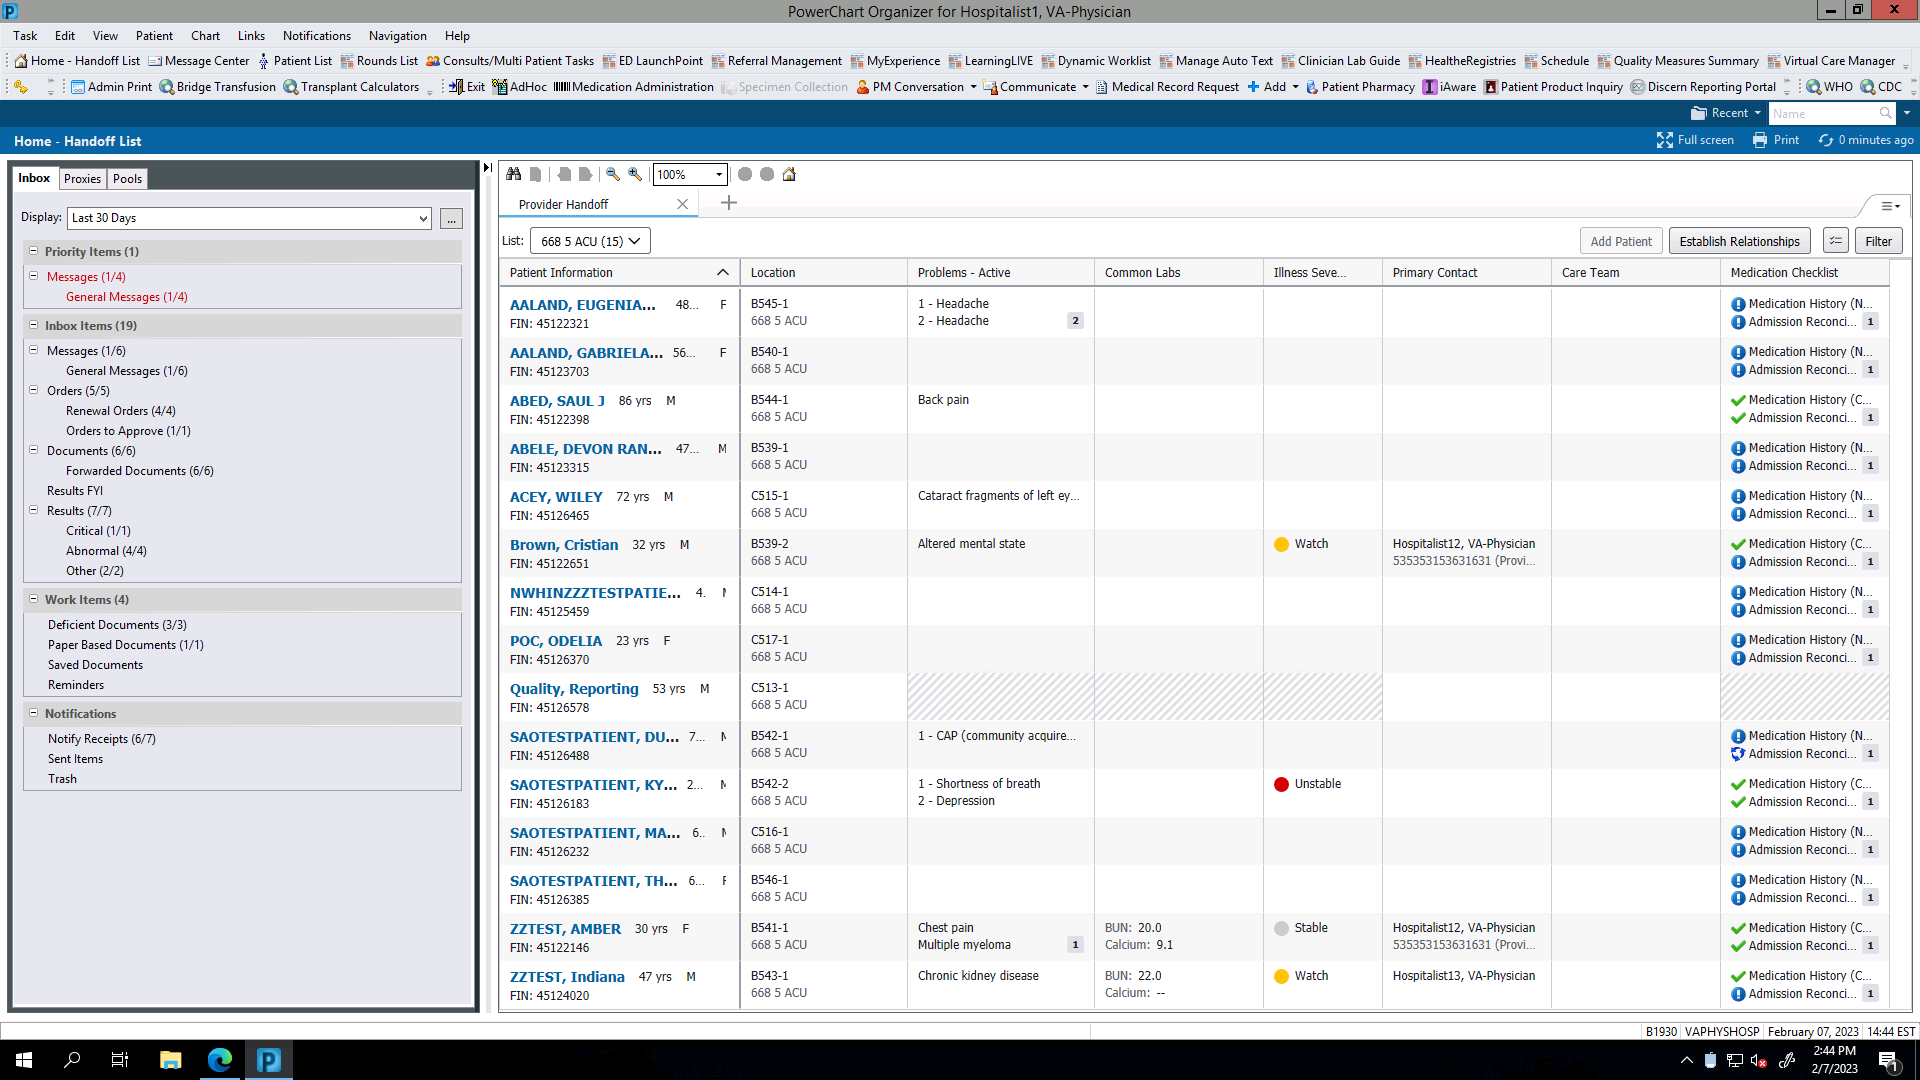 PowerChart Organizer for Hospitalist1, VA-Physician
Task Edit View Patient Chart Links Notifications Navigation Help
Home - Handoff List Message Center Patient List Rounds List Consults/Multi Patient Tasks ED LaunchPoint Referral Management MyExperience LearningLIVE Dynamic Worklist Manage Auto Text Clinician Lab Guide HealtheRegistries Schedule Quality Measures Summary Virtual Care Manager
Admin Print Bridge Transfusion Transplant Calculators Exit AdHoc Medication Administration Specimen Collection PM Conversation Communicate Medical Record Request Add Patient Pharmacy iAware Patient Product Inquiry Discern Reporting Portal WHO CDC
Recent Name
Home - Handoff List Full screen Print 0 minutes ago
Inbox Proxies Pools
Display: Last 30 Days ...
Priority Items (1)
Messages (1/4)
General Messages (1/4)
Inbox Items (19)
Messages (1/6)
General Messages (1/6)
Orders (5/5)
Renewal Orders (4/4)
Orders to Approve (1/1)
Documents (6/6)
Forwarded Documents (6/6)
Results FYI
Results (7/7)
Critical (1/1)
Abnormal (4/4)
Other (2/2)
Work Items (4)
Deficient Documents (3/3)
Paper Based Documents (1/1)
Saved Documents
Reminders
Notifications
Notify Receipts (6/7)
Sent Items
Trash
100%
Provider Handoff
List: 668 5 ACU (15) Add Patient Establish Relationships Filter
Patient Information Location Problems - Active Common Labs Illness Seve... Primary Contact Care Team Medication Checklist
AALAND, EUGENIA... 48... F B545-1 1 - Headache Medication History (N...
FIN: 45122321 668 5 ACU 2 - Headache 2 Admission Reconci... 1
AALAND, GABRIELA... 56... F B540-1 Medication History (N...
FIN: 45123703 668 5 ACU Admission Reconci... 1
ABED, SAUL J 86 yrs M B544-1 Back pain Medication History (C...
FIN: 45122398 668 5 ACU Admission Reconci... 1
ABELE, DEVON RAN... 47... M B539-1 Medication History (N...
FIN: 45123315 668 5 ACU Admission Reconci... 1
ACEY, WILEY 72 yrs M C515-1 Cataract fragments of left ey... Medication History (N...
FIN: 45126465 668 5 ACU Admission Reconci... 1
Brown, Cristian 32 yrs M B539-2 Altered mental state Watch Hospitalist12, VA-Physician Medication History (C...
FIN: 45122651 668 5 ACU 535353153631631 (Provi... Admission Reconci... 1
NWHINZZZTESTPATIE... 4. C514-1 Medication History (N...
FIN: 45125459 668 5 ACU Admission Reconci... 1
POC, ODELIA 23 yrs F C517-1 Medication History (N...
FIN: 45126370 668 5 ACU Admission Reconci... 1
Quality, Reporting 53 yrs M C513-1
FIN: 45126578 668 5 ACU
SAOTESTPATIENT, DU... 7... B542-1 1 - CAP (community acquire... Medication History (N...
FIN: 45126488 668 5 ACU Admission Reconci... 1
SAOTESTPATIENT, KY... 2... B542-2 1 - Shortness of breath Unstable Medication History (C...
FIN: 45126183 668 5 ACU 2 - Depression Admission Reconci... 1
SAOTESTPATIENT, MA... 6.. C516-1 Medication History (N...
FIN: 45126232 668 5 ACU Admission Reconci... 1
SAOTESTPATIENT, TH... 6... B546-1 Medication History (N...
FIN: 45126385 668 5 ACU Admission Reconci... 1
ZZTEST, AMBER 30 yrs F B541-1 Chest pain BUN: 20.0 Stable Hospitalist12, VA-Physician Medication History (C...
FIN: 45122146 668 5 ACU Multiple myeloma 1 Calcium: 9.1 535353153631631 (Provi... Admission Reconci... 1
ZZTEST, Indiana 47 yrs M B543-1 Chronic kidney disease BUN: 22.0 Watch Hospitalist13, VA-Physician Medication History (C...
FIN: 45124020 668 5 ACU Calcium: -- Admission Reconci... 1
B1930 VAPHYSHOSP February 07, 2023 14:44 EST
2:44 PM
2/7/2023
1